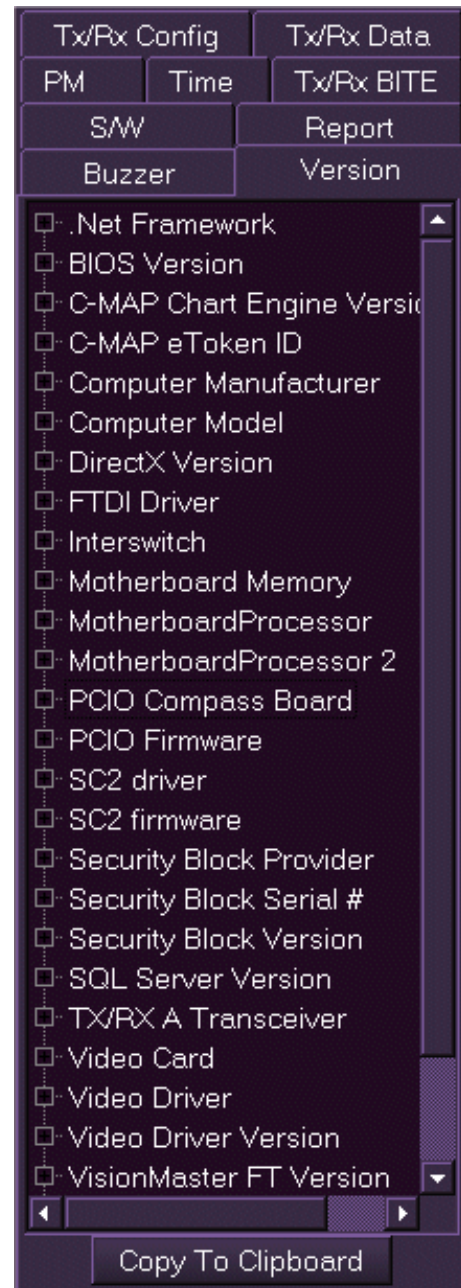 Tx/Rx Config Tx/Rx Data
PM Time Tx/Rx BITE
S/W Report
Buzzer Version
.Net Framework
BIOS Version
C-MAP Chart Engine Versic
C-MAP eToken ID
Computer Manufacturer
Computer Model
DirectX Version
FTDI Driver
Interswitch
Motherboard Memory
MotherboardProcessor
MotherboardProcessor 2
PCIO Compass Board
PCIO Firmware
SC2 driver
SC2 firmware
Security Block Provider
Security Block Serial #
Security Block Version
SQL Server Version
TX/RX A Transceiver
Video Card
Video Driver
Video Driver Version
VisionMaster FT Version
Copy To Clipboard